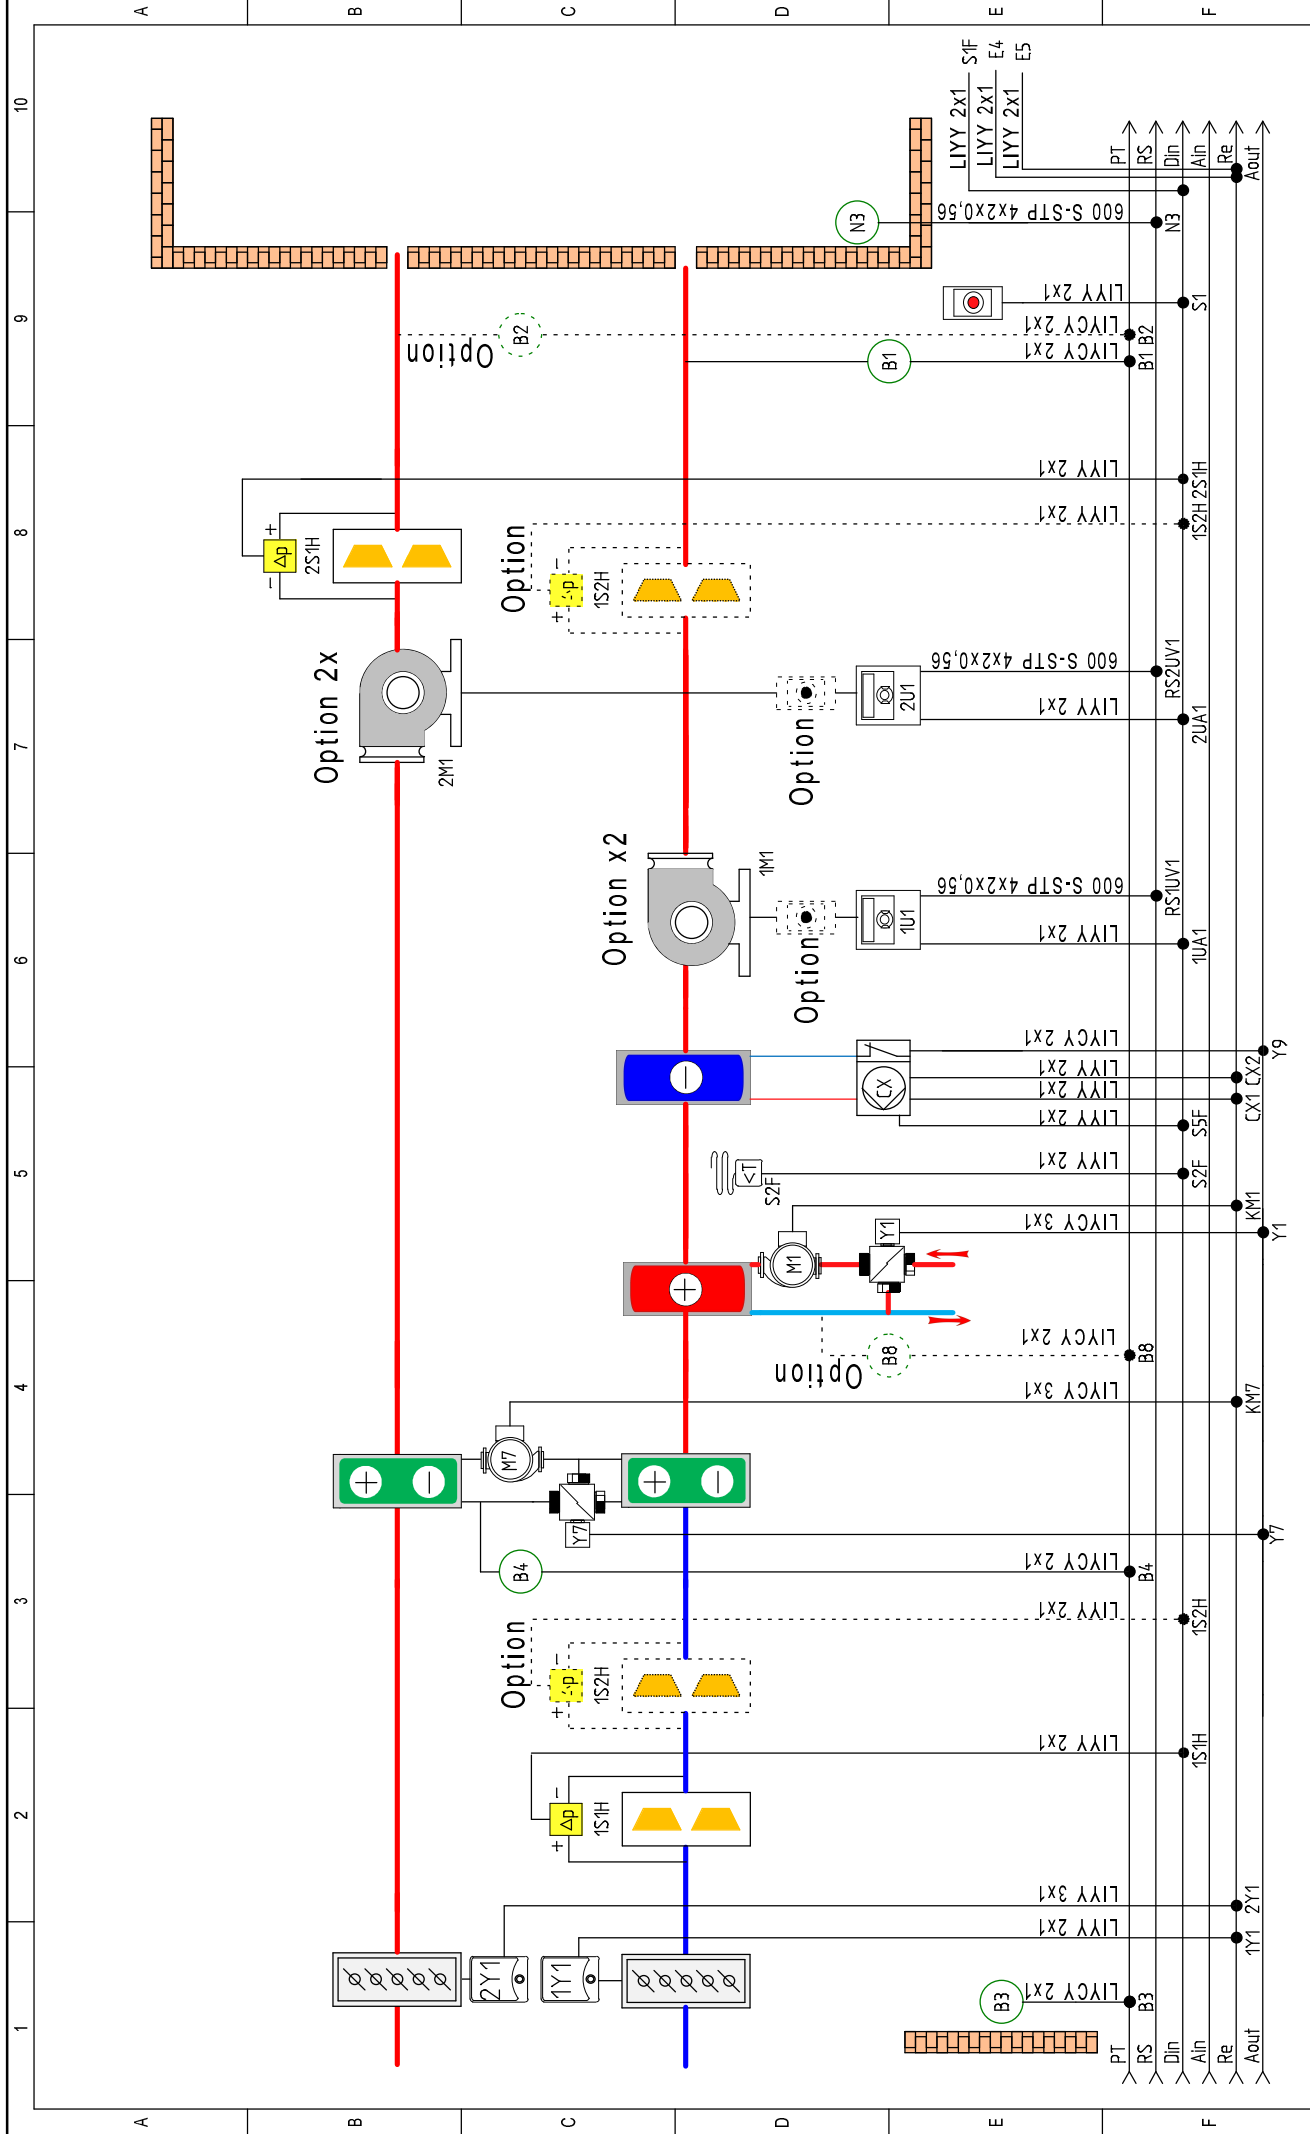 A
B
C
D
E
F
10
9
8
7
6
5
4
3
2
1
S1F
E4
E5
LIYY 2x1
LIYY 2x1
LIYY 2x1
PT
RS
Din
Ain
Re
Aout
N3
600 S-STP 4x2x0,56
N3
LIYY 2x1
S1
B2
Option
LIYCY 2x1
B2
B1
LIYCY 2x1
B1
Δp
+
-
2S1H
LIYY 2x1
2S1H
Option
p
+
-
1S2H
LIYY 2x1
1S2H
Option 2x
2M1
Option
2U1
600 S-STP 4x2x0,56
RS2UV1
LIYY 2x1
2UA1
Option x2
1M1
Option
1U1
600 S-STP 4x2x0,56
RS1UV1
LIYY 2x1
1UA1
CX
LIYCY 2x1
Y9
LIYY 2x1
CX2
LIYY 2x1
CX1
LIYY 2x1
S5F
<T
S2F
LIYY 2x1
S2F
M1
KM1
Y1
LIYCY 3x1
Y1
B8
Option
LIYCY 2x1
B8
M7
LIYCY 3x1
KM7
Y7
Y7
B4
LIYCY 2x1
B4
Option
p
+
-
1S2H
LIYY 2x1
1S2H
Δp
+
-
1S1H
LIYY 2x1
1S1H
2Y1
LIYY 3x1
2Y1
1Y1
LIYY 2x1
1Y1
B3
LIYCY 2x1
B3
PT
RS
Din
Ain
Re
Aout
A
B
C
D
E
F